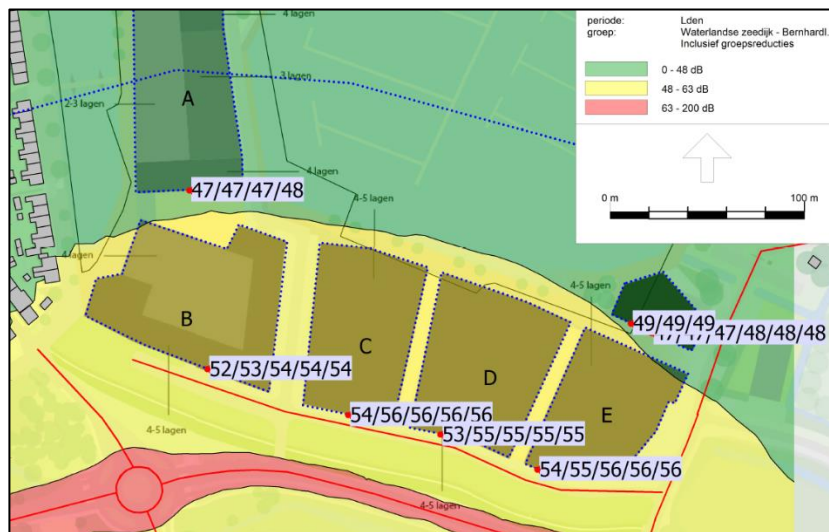 periode: Lden
groep: Waterlandse zeedijk - Bernhardl.
Inclusief groepsreducties
0 - 48 dB
48 - 63 dB
63 - 200 dB
0 m 100 m
4 lagen
3 lagen
2-3 lagen
A
4 lagen
47/47/47/48
4-5 lagen
4 lagen
4-5 lagen
B
C
D
E
49/49/49
47/47/47/48/48/48
52/53/54/54/54
54/56/56/56/56
53/55/55/55/55
54/55/56/56/56
4-5 lagen
4-5 lagen